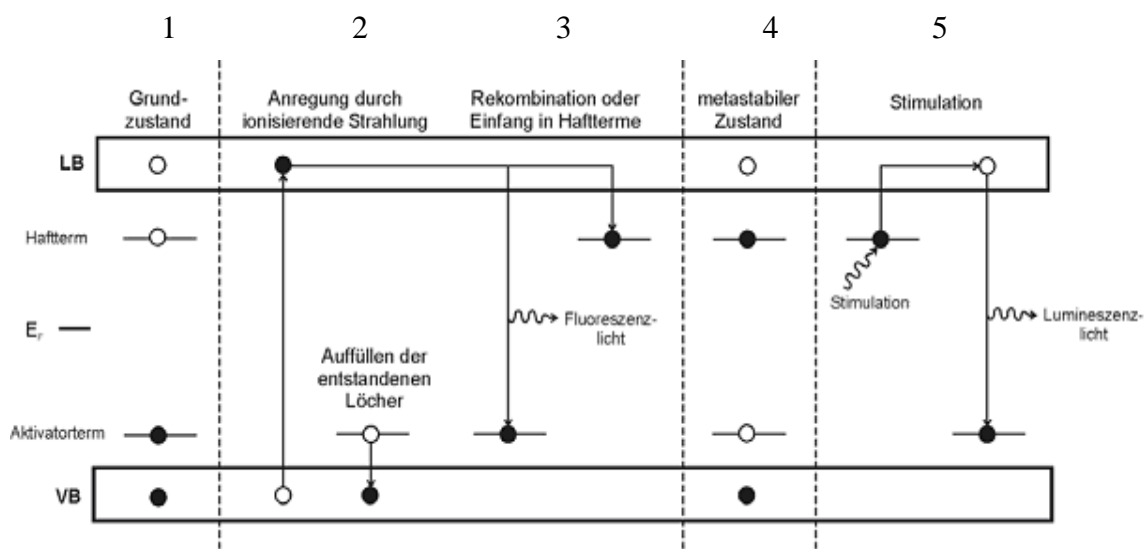 1 2 3 4 5
Grund-
zustand
Anregung durch
ionisierende Strahlung
Rekombination oder
Einfang in Haftterme
metastabiler
Zustand
Stimulation
LB
Haftterm
Stimulation
E_F
Fluoreszenz-
licht
Lumineszenz-
licht
Auffüllen der
entstandenen
Löcher
Aktivatorterm
VB